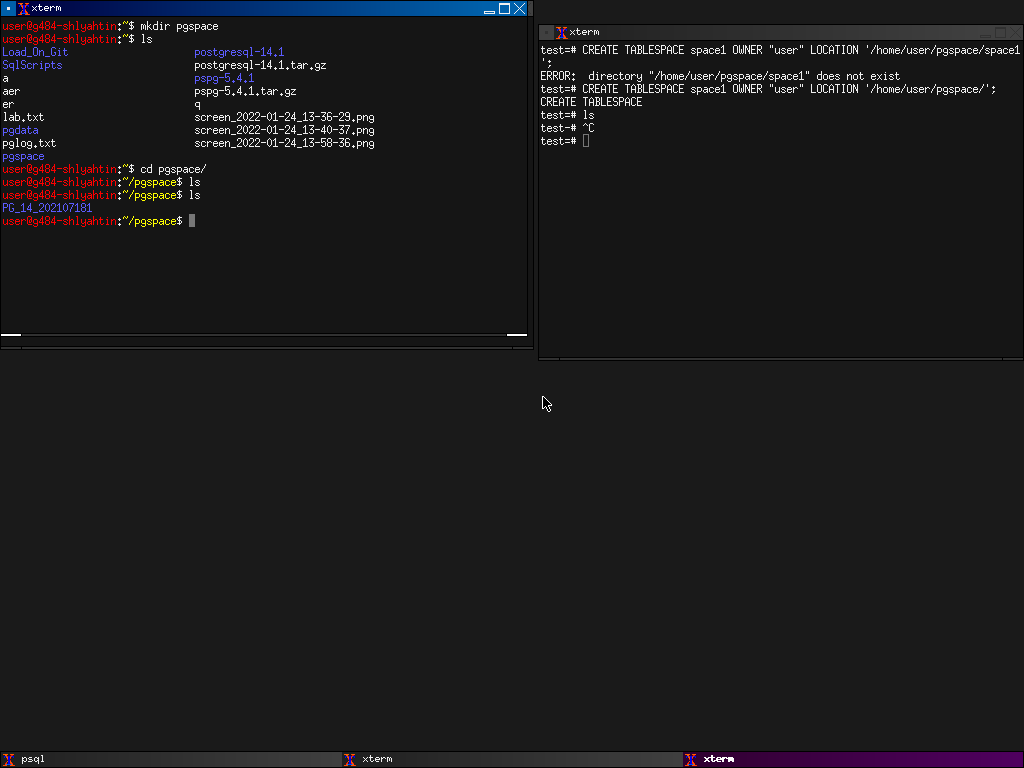 xterm
user@g484-shlyahtin:~$ mkdir pgspace
user@g484-shlyahtin:~$ ls
Load_On_Git postgresql-14.1
SqlScripts postgresql-14.1.tar.gz
a pspg-5.4.1
aer pspg-5.4.1.tar.gz
er q
lab.txt screen_2022-01-24_13-36-29.png
pgdata screen_2022-01-24_13-40-37.png
pglog.txt screen_2022-01-24_13-58-36.png
pgspace
user@g484-shlyahtin:~$ cd pgspace/
user@g484-shlyahtin:~/pgspace$ ls
user@g484-shlyahtin:~/pgspace$ ls
PG_14_202107181
user@g484-shlyahtin:~/pgspace$
xterm
test=# CREATE TABLESPACE space1 OWNER "user" LOCATION '/home/user/pgspace/space1
';
ERROR:  directory "/home/user/pgspace/space1" does not exist
test=# CREATE TABLESPACE space1 OWNER "user" LOCATION '/home/user/pgspace/';
CREATE TABLESPACE
test=# ls
test=# ^C
test=#
psql
xterm
xterm